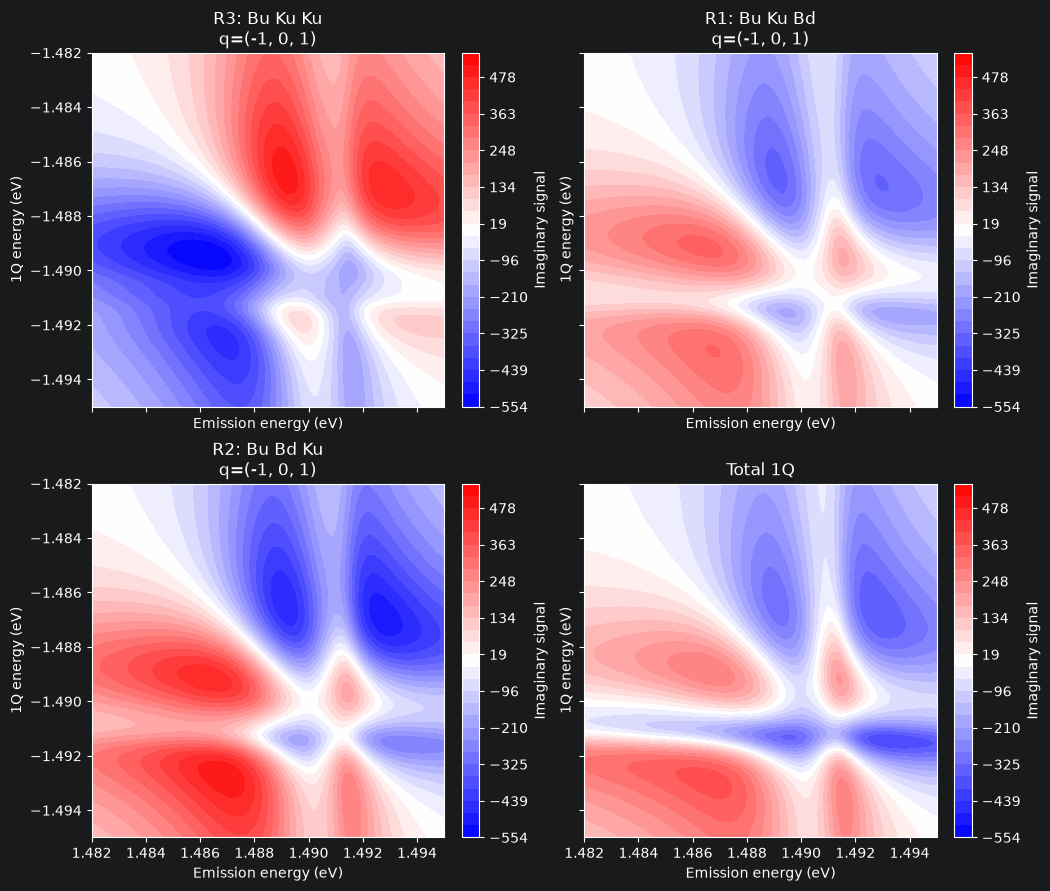 R3: Bu Ku Ku
q=(-1, 0, 1)
−1.482
−1.484
−1.486
−1.488
−1.490
−1.492
−1.494
1Q energy (eV)
Emission energy (eV)
478
363
248
134
19
−96
−210
−325
−439
−554
Imaginary signal
R1: Bu Ku Bd
q=(-1, 0, 1)
1Q energy (eV)
Emission energy (eV)
478
363
248
134
19
−96
−210
−325
−439
−554
Imaginary signal
R2: Bu Bd Ku
q=(-1, 0, 1)
−1.482
−1.484
−1.486
−1.488
−1.490
−1.492
−1.494
1Q energy (eV)
1.482 1.484 1.486 1.488 1.490 1.492 1.494
Emission energy (eV)
478
363
248
134
19
−96
−210
−325
−439
−554
Imaginary signal
Total 1Q
1Q energy (eV)
1.482 1.484 1.486 1.488 1.490 1.492 1.494
Emission energy (eV)
478
363
248
134
19
−96
−210
−325
−439
−554
Imaginary signal